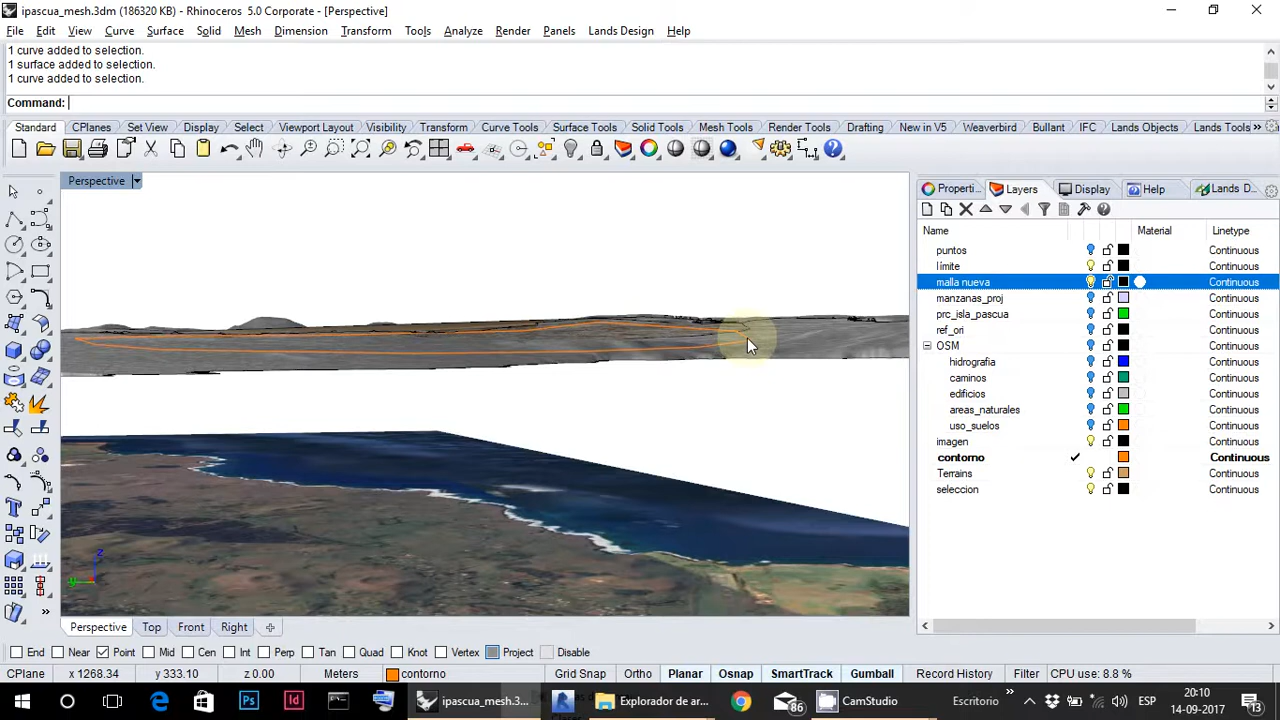 ipascua_mesh.3dm (186320 KB) - Rhinoceros 5.0 Corporate - [Perspective]
File Edit View Curve Surface Solid Mesh Dimension Transform Tools Analyze Render Panels Lands Design Help
1 curve added to selection.
1 surface added to selection.
1 curve added to selection.
Command:
Standard CPlanes Set View Display Select Viewport Layout Visibility Transform Curve Tools Surface Tools Solid Tools Mesh Tools Render Tools Drafting New in V5 Weaverbird Bullant IFC Lands Objects Lands Tools
Perspective
Properti... Layers Display Help Lands D...
Name Material Linetype
puntos Continuous
límite Continuous
malla nueva Continuous
manzanas_proj Continuous
prc_isla_pascua Continuous
ref_ori Continuous
OSM Continuous
hidrografia Continuous
caminos Continuous
edificios Continuous
areas_naturales Continuous
uso_suelos Continuous
imagen Continuous
contorno Continuous
Terrains Continuous
seleccion Continuous
z
y
Perspective Top Front Right
End Near Point Mid Cen Int Perp Tan Quad Knot Vertex Project Disable
CPlane x 1268.34 y 333.10 z 0.00 Meters contorno Grid Snap Ortho Planar Osnap SmartTrack Gumball Record History Filter CPU use: 8.8 %
ipascua_mesh.3d... Explorador de ar... 86 CamStudio Escritorio ESP 20:10
14-09-2017 13